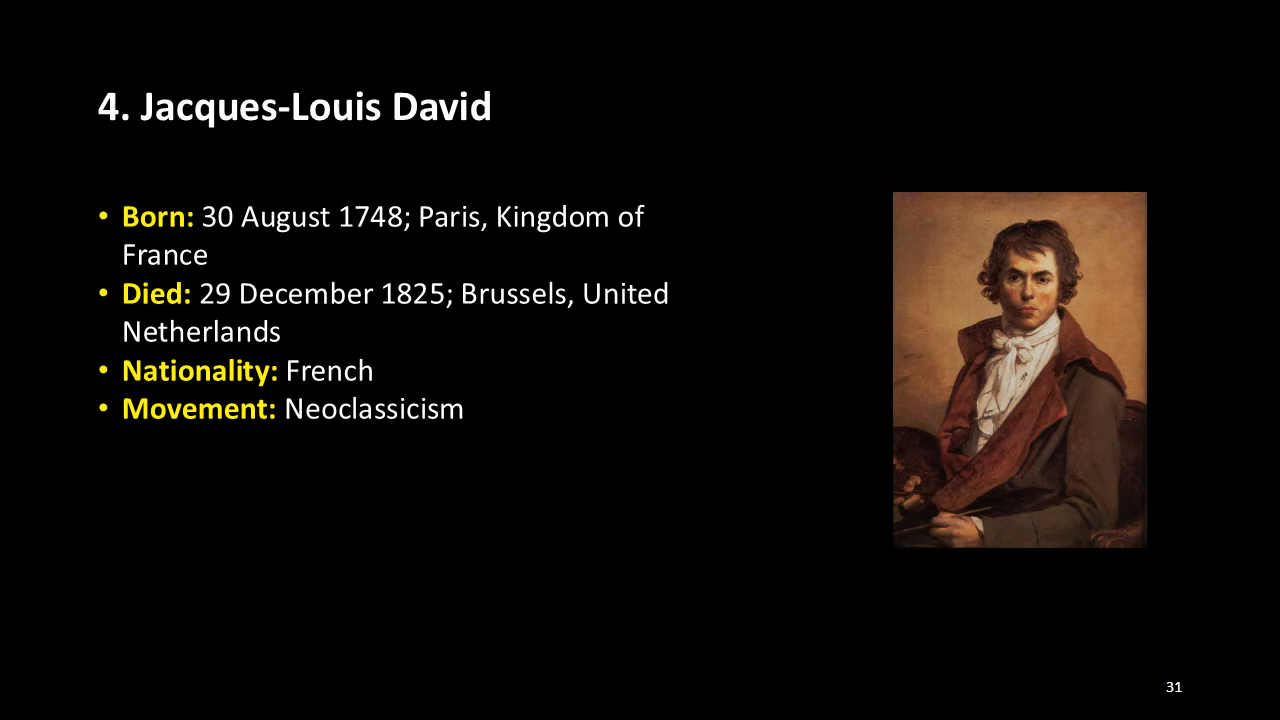 4. Jacques-Louis David
• Born: 30 August 1748; Paris, Kingdom of
France
• Died: 29 December 1825; Brussels, United
Netherlands
• Nationality: French
• Movement: Neoclassicism
31